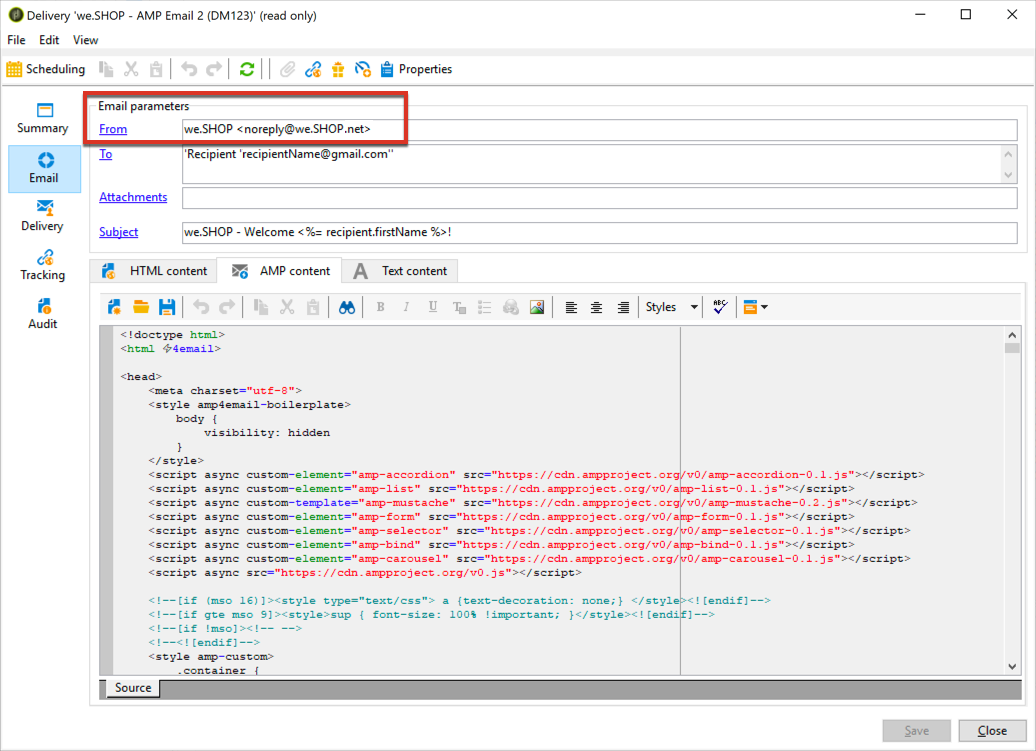 Delivery 'we.SHOP - AMP Email 2 (DM123)' (read only)
File Edit View
Scheduling Properties
Summary
Email
Delivery
Tracking
Audit
Email parameters
From we.SHOP <noreply@we.SHOP.net>
To 'Recipient 'recipientName@gmail.com''
Attachments
Subject we.SHOP - Welcome <%= recipient.firstName %>!
HTML content AMP content A Text content
B I U Styles ABC
<!doctype html>
<html ⚡4email>
<head>
<meta charset="utf-8">
<style amp4email-boilerplate>
body {
visibility: hidden
}
</style>
<script async custom-element="amp-accordion" src="https://cdn.ampproject.org/v0/amp-accordion-0.1.js"></script>
<script async custom-element="amp-list" src="https://cdn.ampproject.org/v0/amp-list-0.1.js"></script>
<script async custom-template="amp-mustache" src="https://cdn.ampproject.org/v0/amp-mustache-0.2.js"></script>
<script async custom-element="amp-form" src="https://cdn.ampproject.org/v0/amp-form-0.1.js"></script>
<script async custom-element="amp-selector" src="https://cdn.ampproject.org/v0/amp-selector-0.1.js"></script>
<script async custom-element="amp-bind" src="https://cdn.ampproject.org/v0/amp-bind-0.1.js"></script>
<script async custom-element="amp-carousel" src="https://cdn.ampproject.org/v0/amp-carousel-0.1.js"></script>
<script async src="https://cdn.ampproject.org/v0.js"></script>
<!--[if (mso 16)]><style type="text/css"> a {text-decoration: none;} </style><![endif]-->
<!--[if gte mso 9]><style>sup { font-size: 100% !important; }</style><![endif]-->
<!--[if !mso]><!-- -->
<!--<![endif]-->
<style amp-custom>
.container {
Source
Save Close